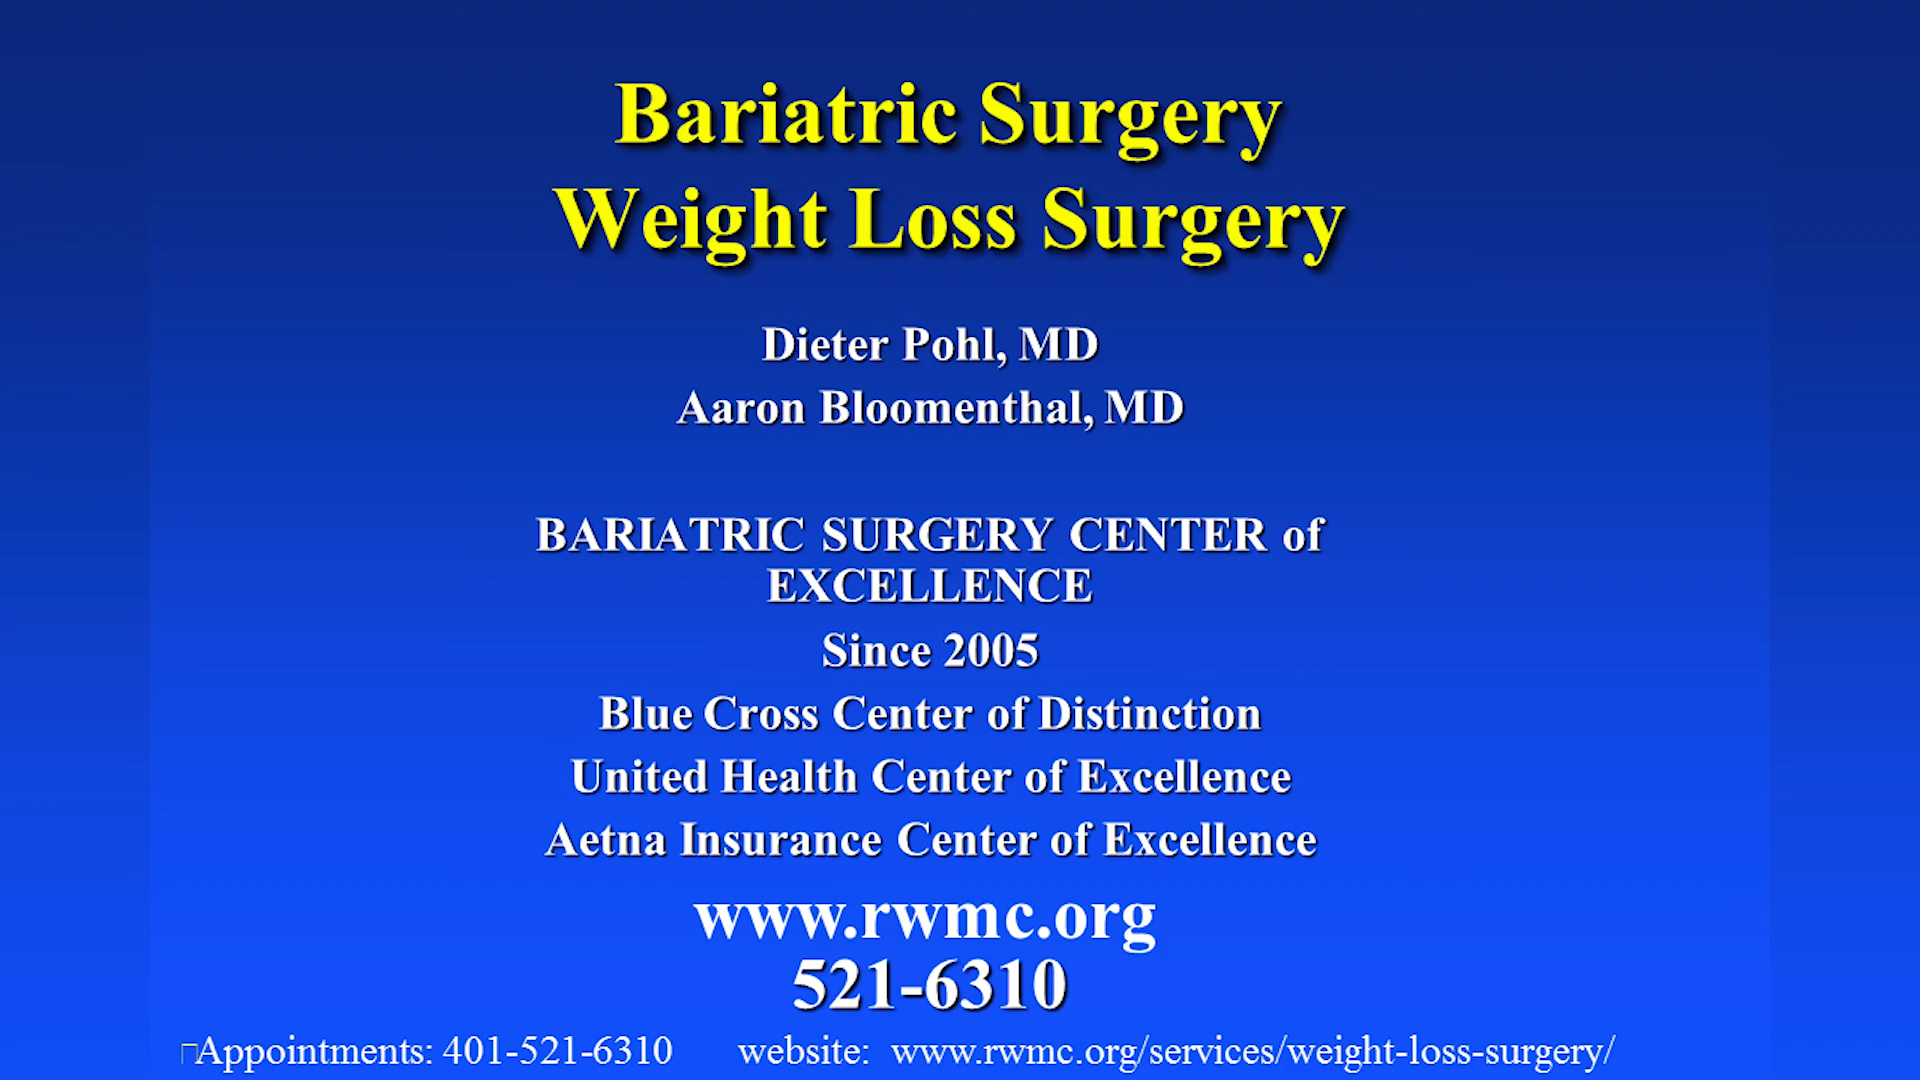 Bariatric Surgery
Weight Loss Surgery
Dieter Pohl, MD
Aaron Bloomenthal, MD
BARIATRIC SURGERY CENTER of
EXCELLENCE
Since 2005
Blue Cross Center of Distinction
United Health Center of Excellence
Aetna Insurance Center of Excellence
www.rwmc.org
521-6310
Appointments: 401-521-6310 website: www.rwmc.org/services/weight-loss-surgery/